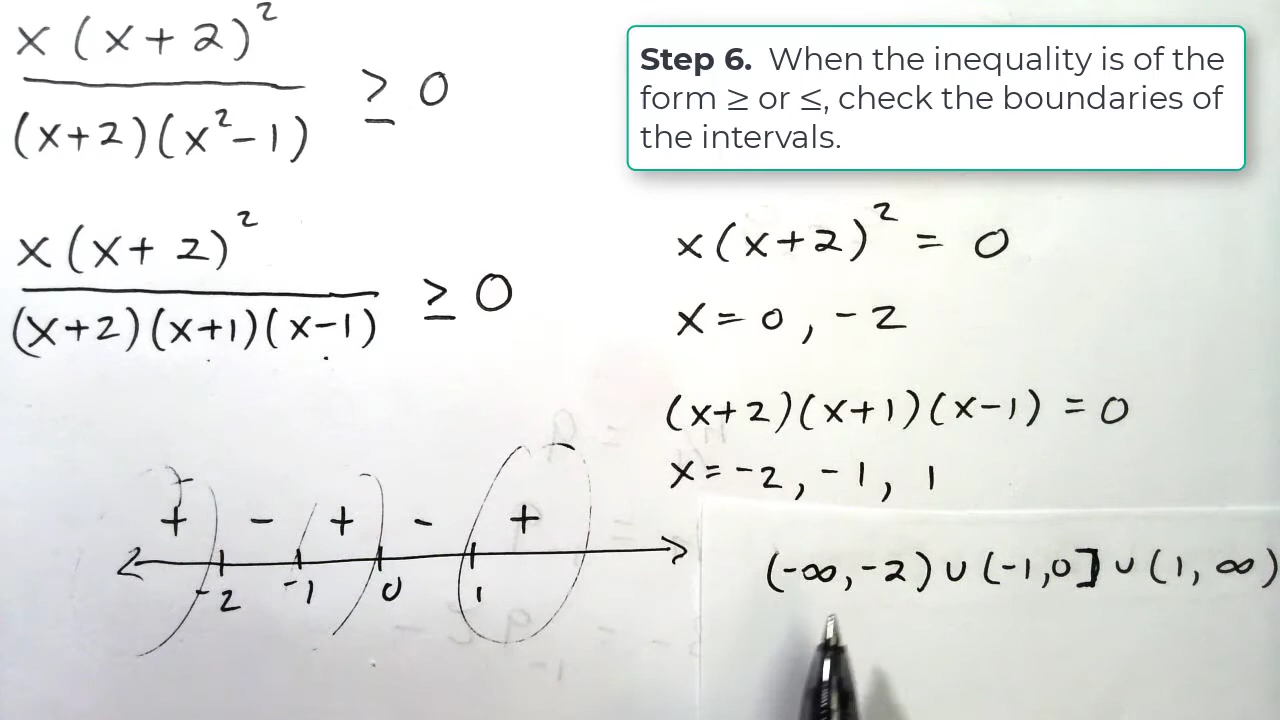 x(x+2)²
(x+2)(x²-1)
≥ 0
x(x+2)²
(x+2)(x+1)(x-1)
≥ 0
+ - + - +
-2 -1 0 1
Step 6. When the inequality is of the
form ≥ or ≤, check the boundaries of
the intervals.
x(x+2)² = 0
x = 0, -2
(x+2)(x+1)(x-1) = 0
x = -2, -1, 1
(-∞,-2) ∪ (-1,0] ∪ (1, ∞)